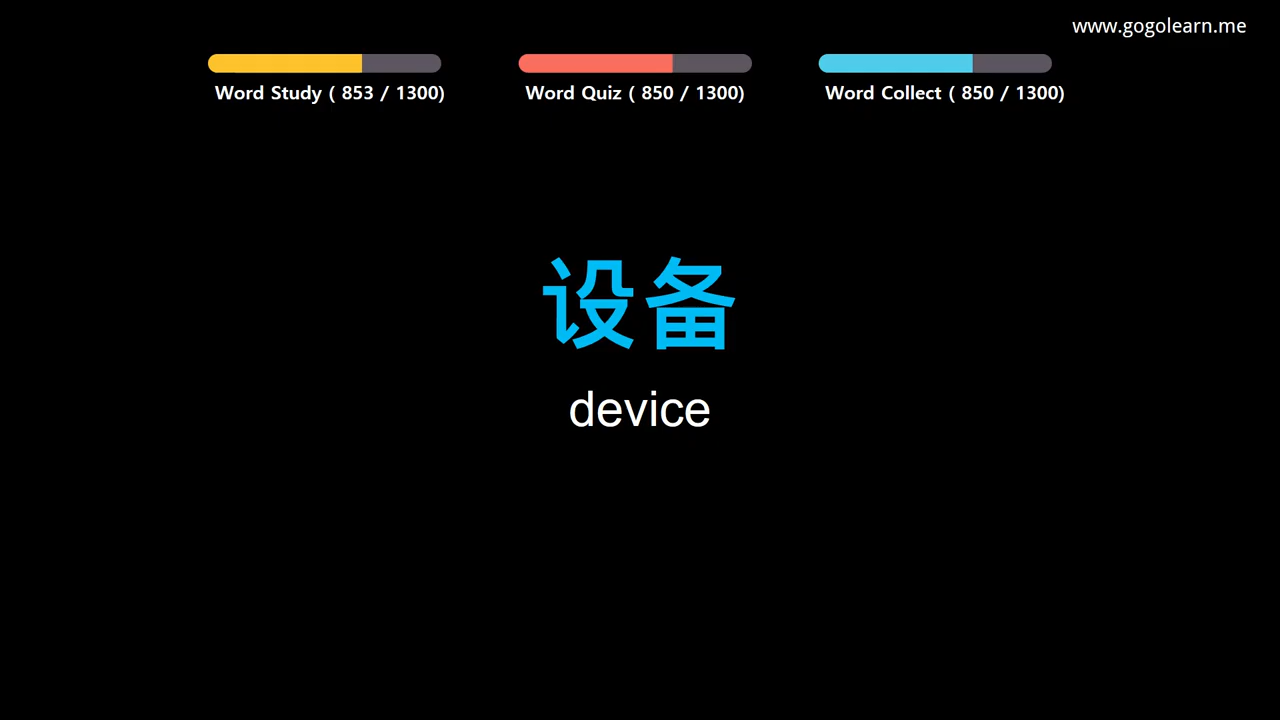 www.gogolearn.me
Word Study ( 853 / 1300)
Word Quiz ( 850 / 1300)
Word Collect ( 850 / 1300)
设备
device